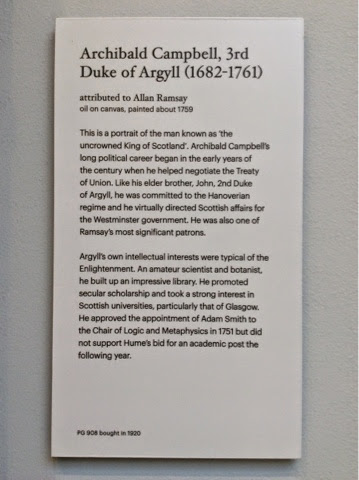 Archibald Campbell, 3rd
Duke of Argyll (1682-1761)
attributed to Allan Ramsay
oil on canvas, painted about 1759
This is a portrait of the man known as 'the
uncrowned King of Scotland'. Archibald Campbell's
long political career began in the early years of
the century when he helped negotiate the Treaty
of Union. Like his elder brother, John, 2nd Duke
of Argyll, he was committed to the Hanoverian
regime and he virtually directed Scottish affairs for
the Westminster government. He was also one of
Ramsay's most significant patrons.
Argyll's own intellectual interests were typical of the
Enlightenment. An amateur scientist and botanist,
he built up an impressive library. He promoted
secular scholarship and took a strong interest in
Scottish universities, particularly that of Glasgow.
He approved the appointment of Adam Smith to
the Chair of Logic and Metaphysics in 1751 but did
not support Hume's bid for an academic post the
following year.
PG 908 bought in 1920